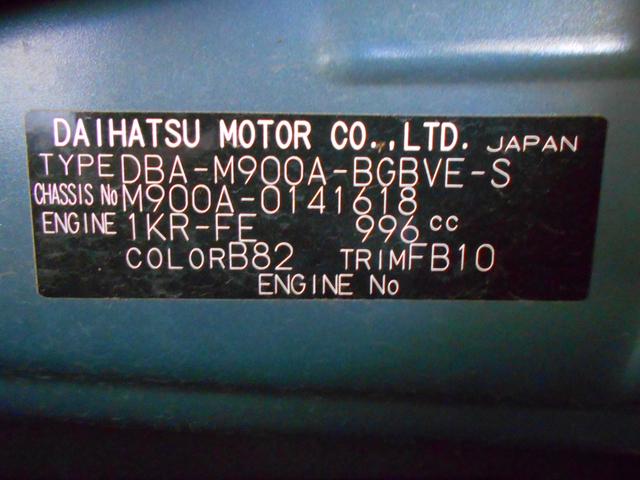 DAIHATSU MOTOR CO.,LTD. JAPAN
TYPE DBA-M900A-BGBVE-S
CHASSIS No M900A-0141618
ENGINE 1KR-FE 996 cc
COLOR B82 TRIM FB10
ENGINE No